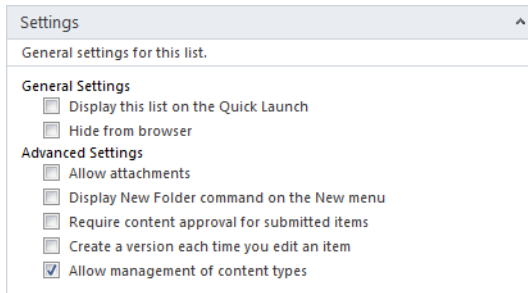 Settings
General settings for this list.
General Settings
Display this list on the Quick Launch
Hide from browser
Advanced Settings
Allow attachments
Display New Folder command on the New menu
Require content approval for submitted items
Create a version each time you edit an item
Allow management of content types